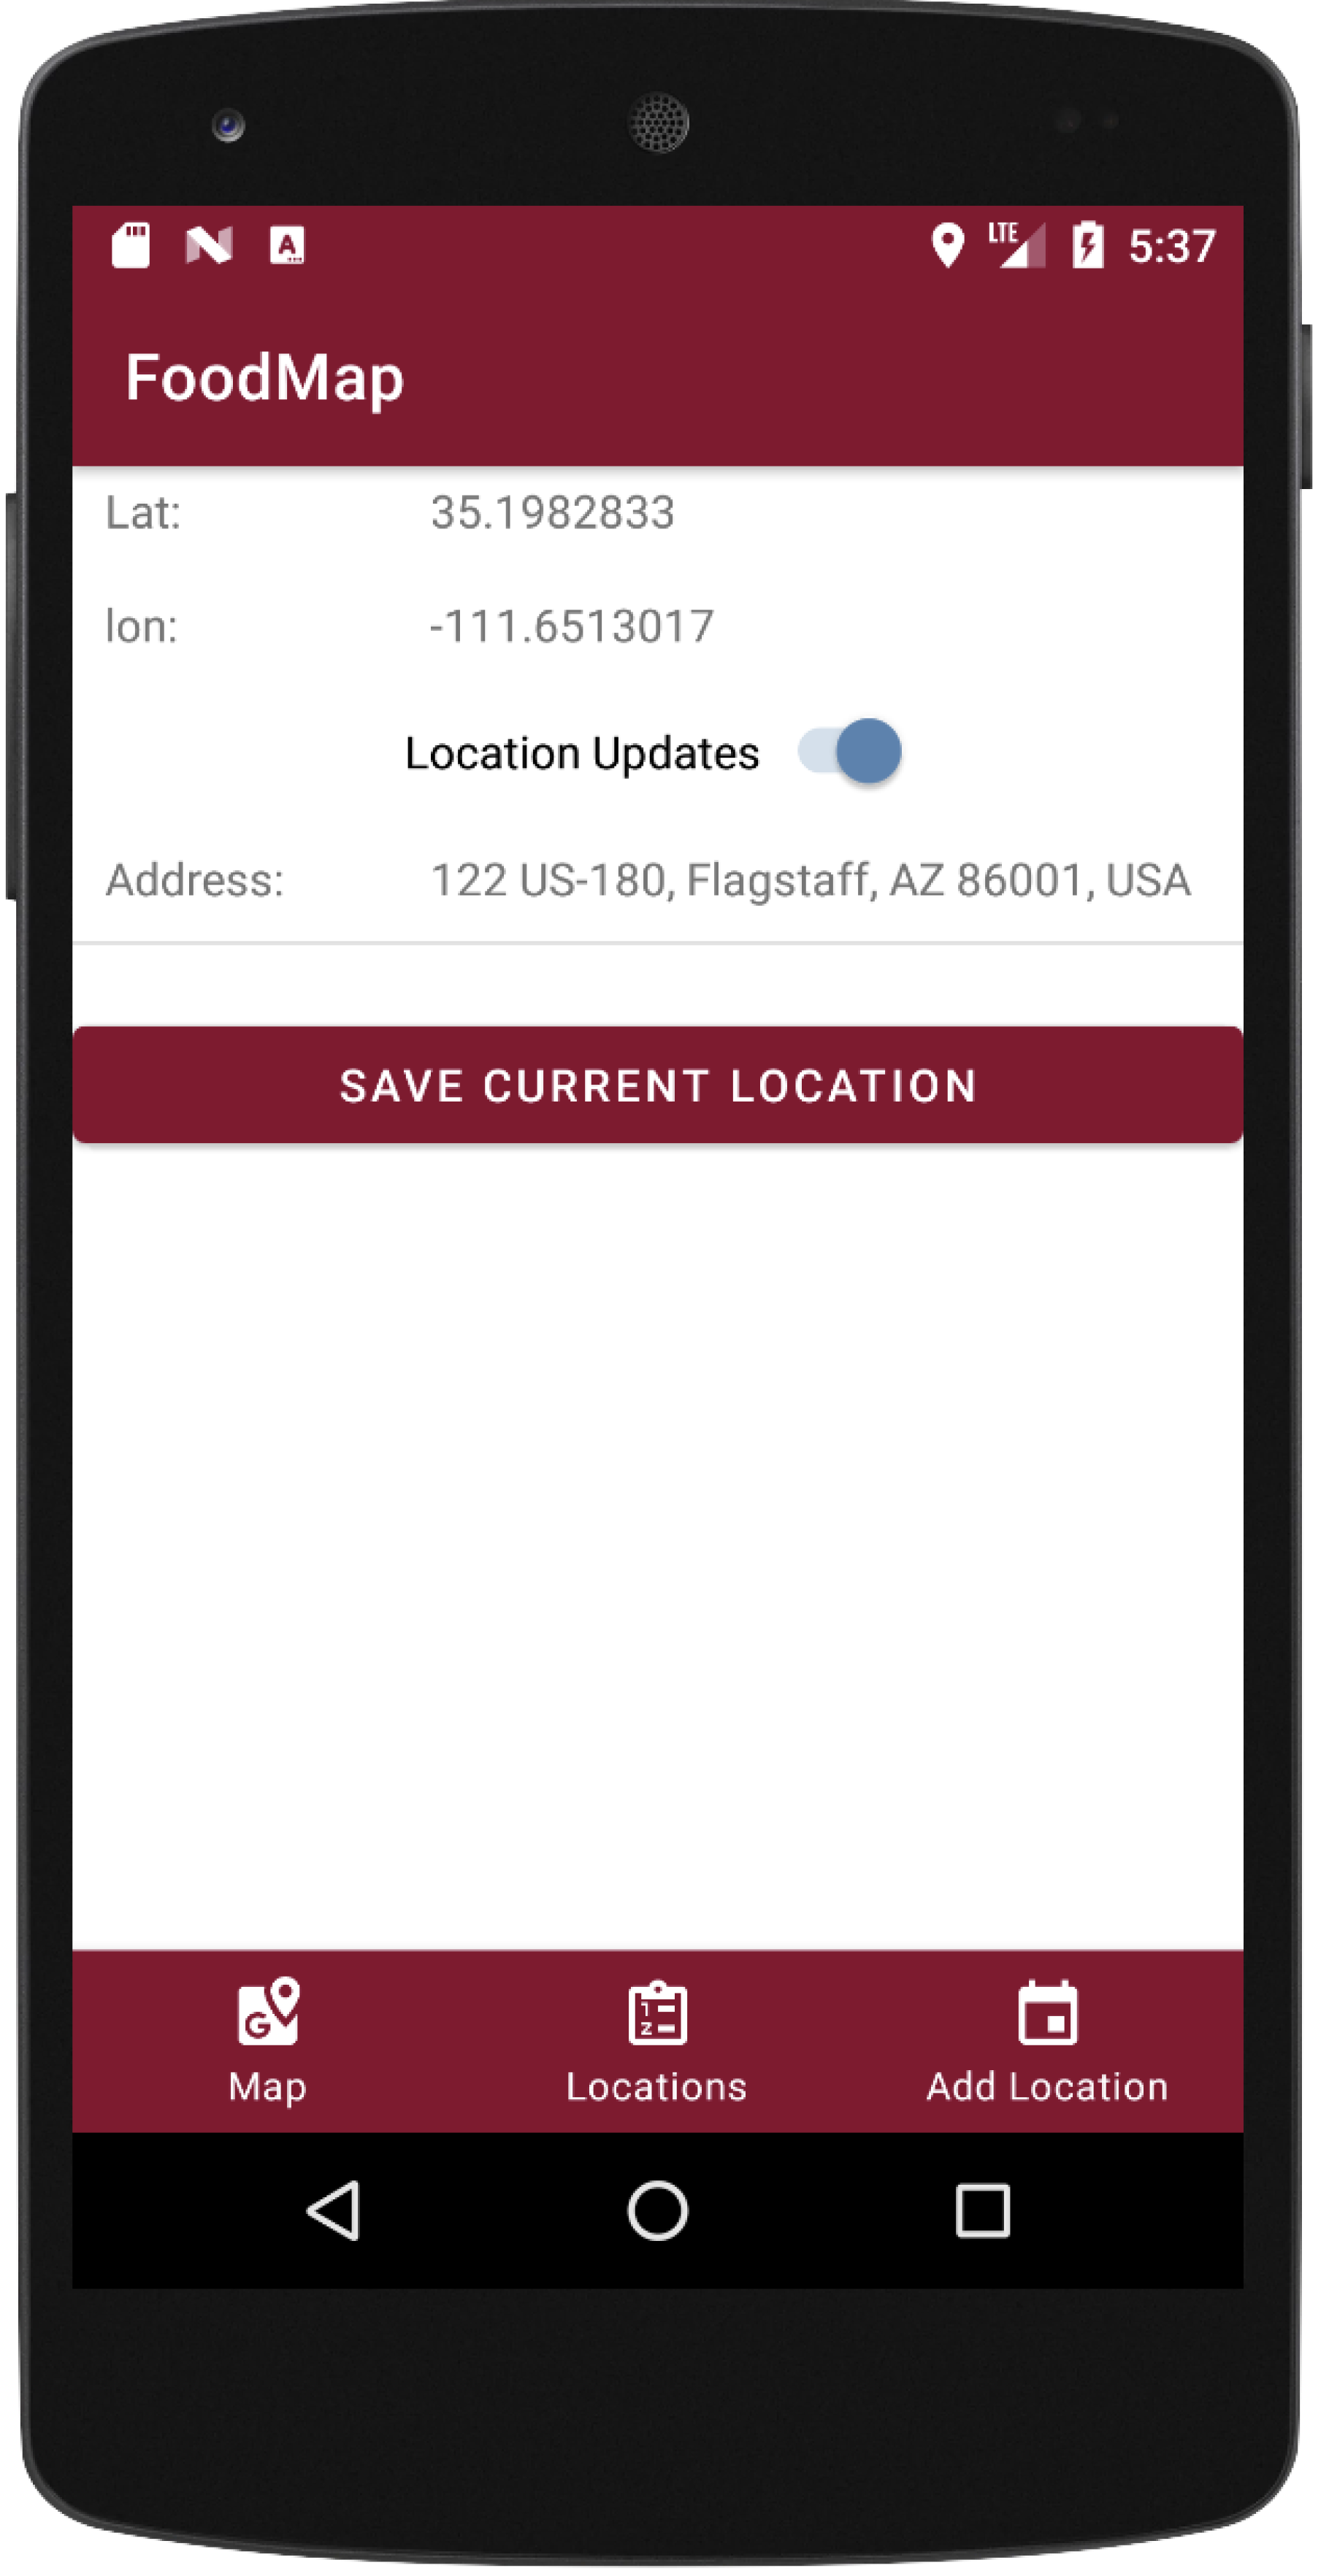 LTE 5:37
FoodMap
Lat: 35.1982833
lon: -111.6513017
Location Updates
Address: 122 US-180, Flagstaff, AZ 86001, USA
SAVE CURRENT LOCATION
Map Locations Add Location